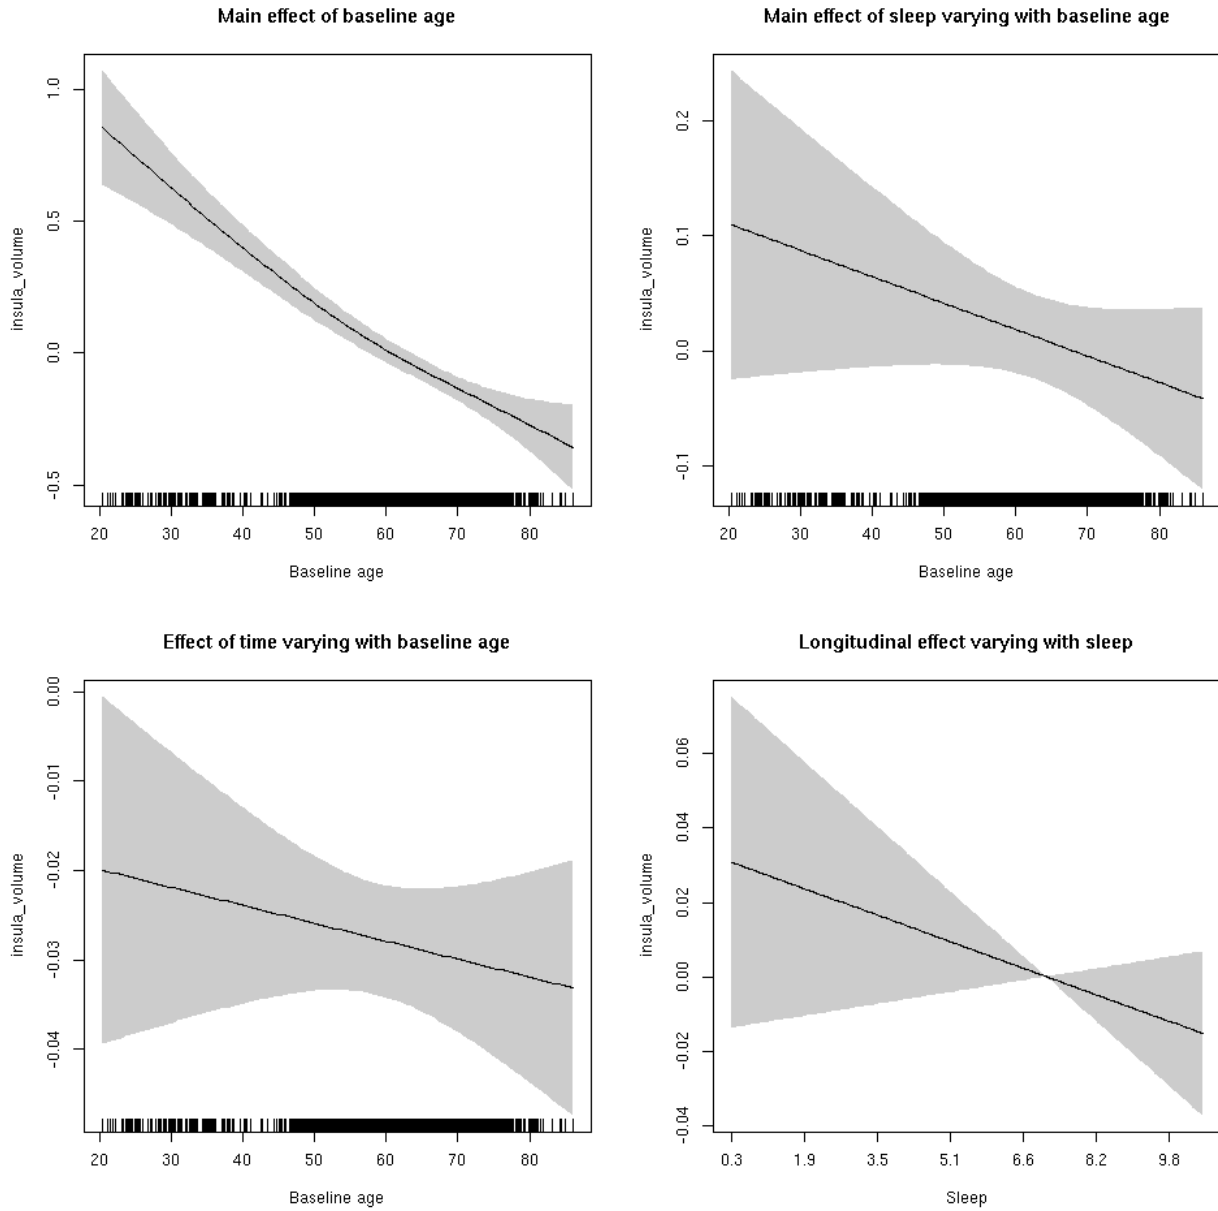 Main effect of baseline age
insula_volume
1.0
0.5
0.0
-0.5
20 30 40 50 60 70 80
Baseline age
Main effect of sleep varying with baseline age
insula_volume
0.2
0.1
0.0
-0.1
20 30 40 50 60 70 80
Baseline age
Effect of time varying with baseline age
insula_volume
0.00
-0.01
-0.02
-0.03
-0.04
20 30 40 50 60 70 80
Baseline age
Longitudinal effect varying with sleep
insula_volume
0.06
0.04
0.02
0.00
-0.02
-0.04
0.3 1.9 3.5 5.1 6.6 8.2 9.8
Sleep